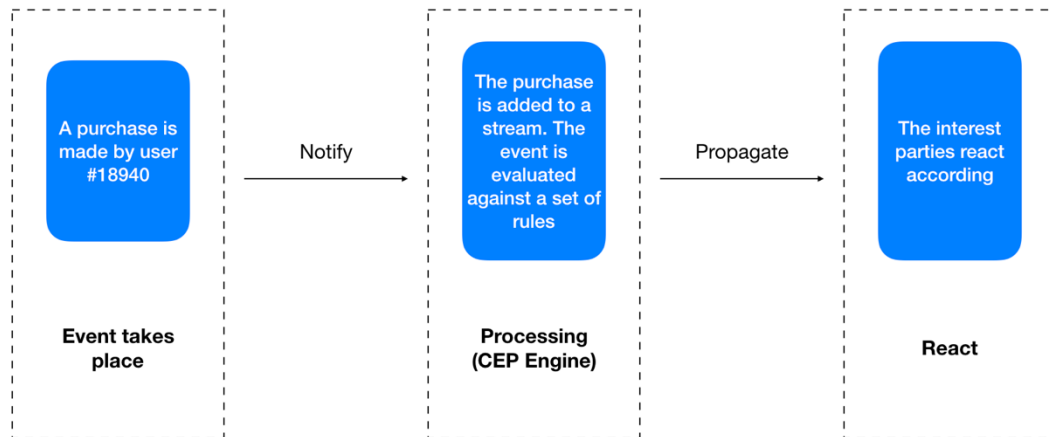 A purchase is
made by user
#18940
Event takes
place
Notify
The purchase
is added to a
stream. The
event is
evaluated
against a set of
rules
Processing
(CEP Engine)
Propagate
The interest
parties react
according
React